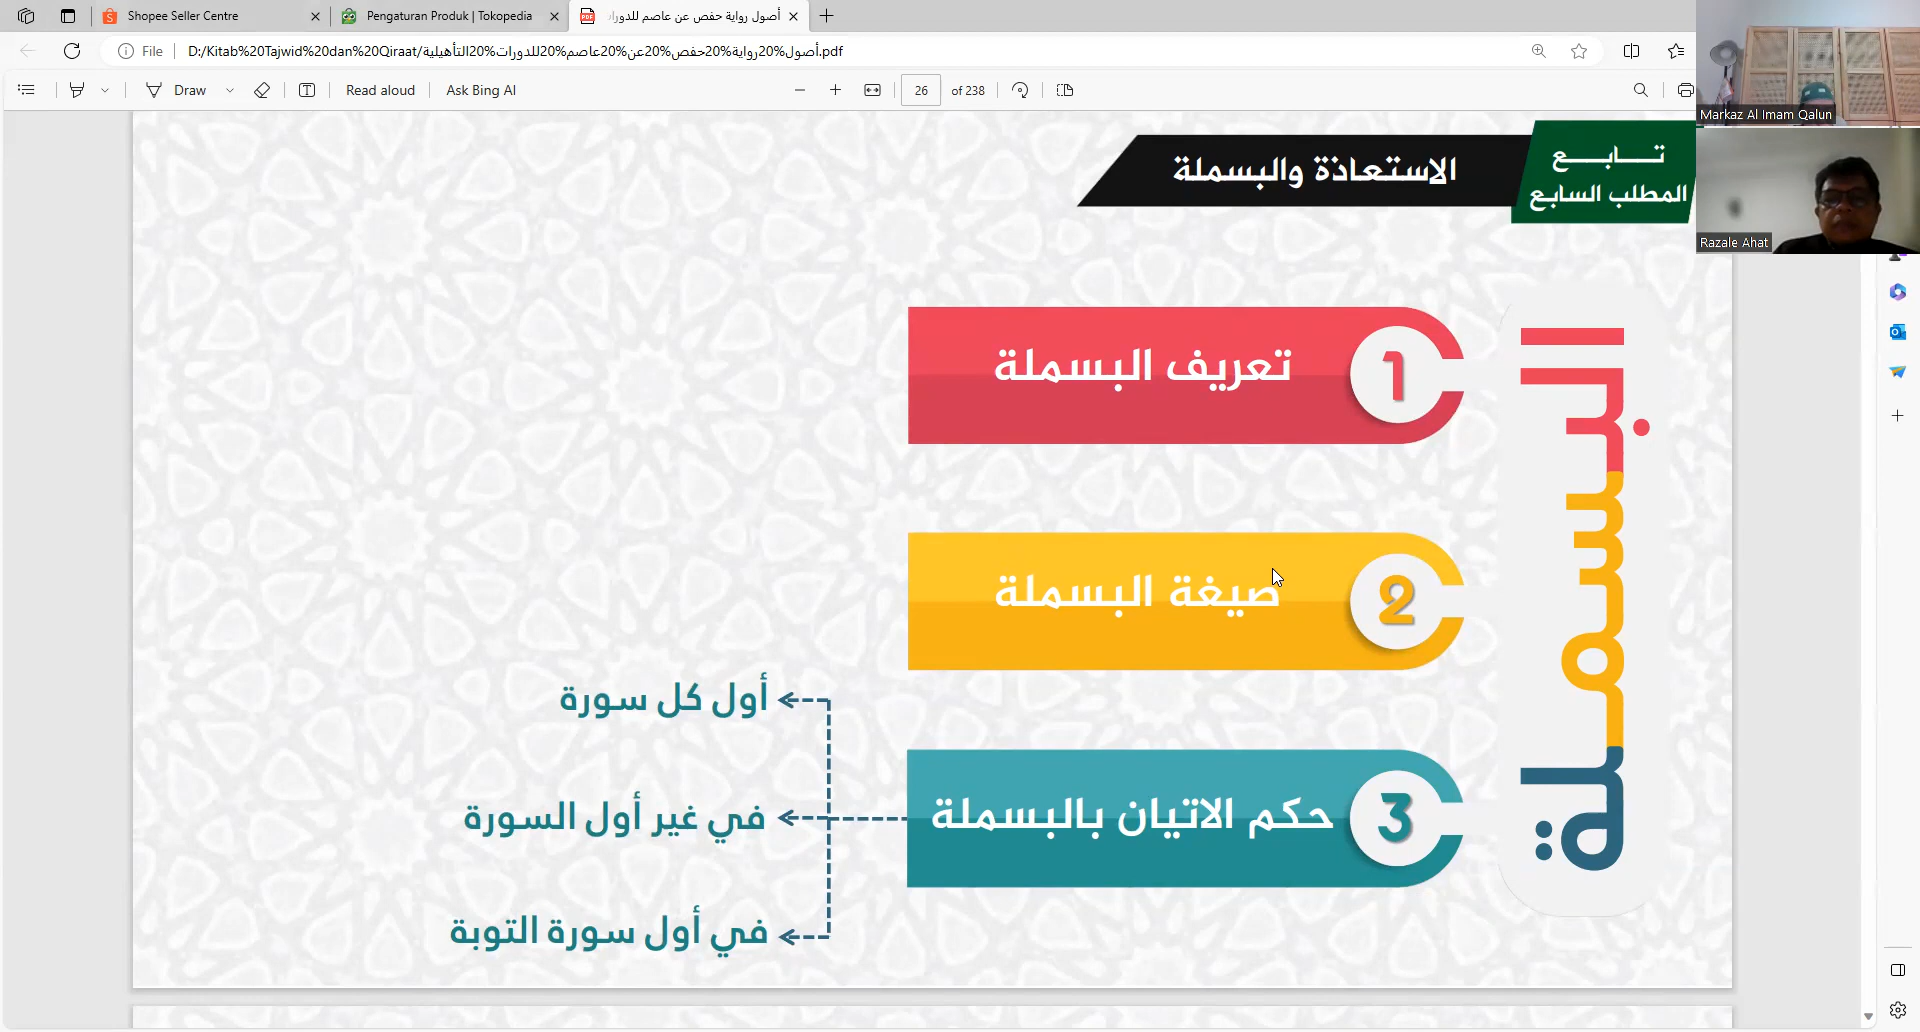 Shopee Seller Centre
Pengaturan Produk | Tokopedia
أصول رواية حفص عن عاصم للدورات
File
D:/Kitab%20Tajwid%20dan%20Qiraat/أصول%20رواية%20حفص%20عن%20عاصم%20للدورات%20التأهيلية.pdf
Draw
Read aloud
Ask Bing AI
26
of 238
Markaz Al Imam Qalun
Razale Ahat
تـــابـــع
المطلب السابع
الاستعاذة والبسملة
البسملة
1
تعريف البسملة
2
صيغة البسملة
3
حكم الاتيان بالبسملة
أول كل سورة
في غير أول السورة
في أول سورة التوبة